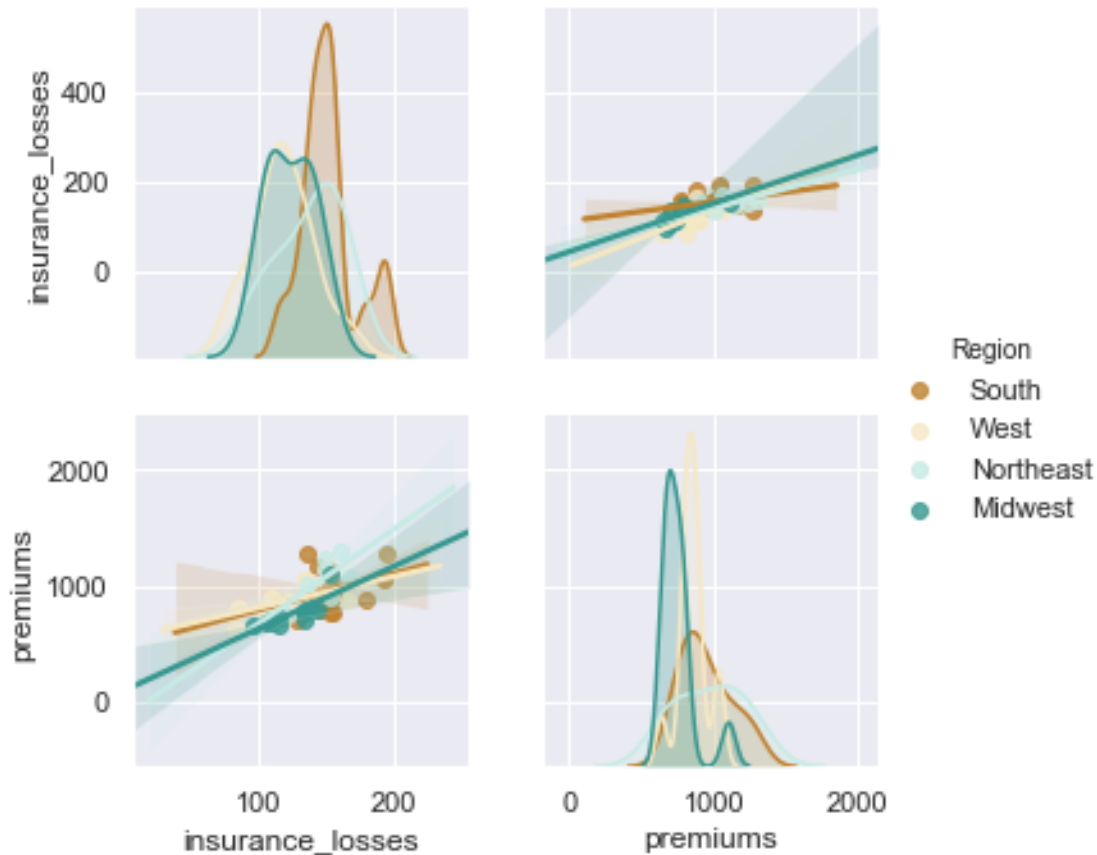 insurance_losses
400
200
0
Region
South
West
Northeast
Midwest
premiums
2000
1000
0
100 200
insurance_losses
0 1000 2000
premiums